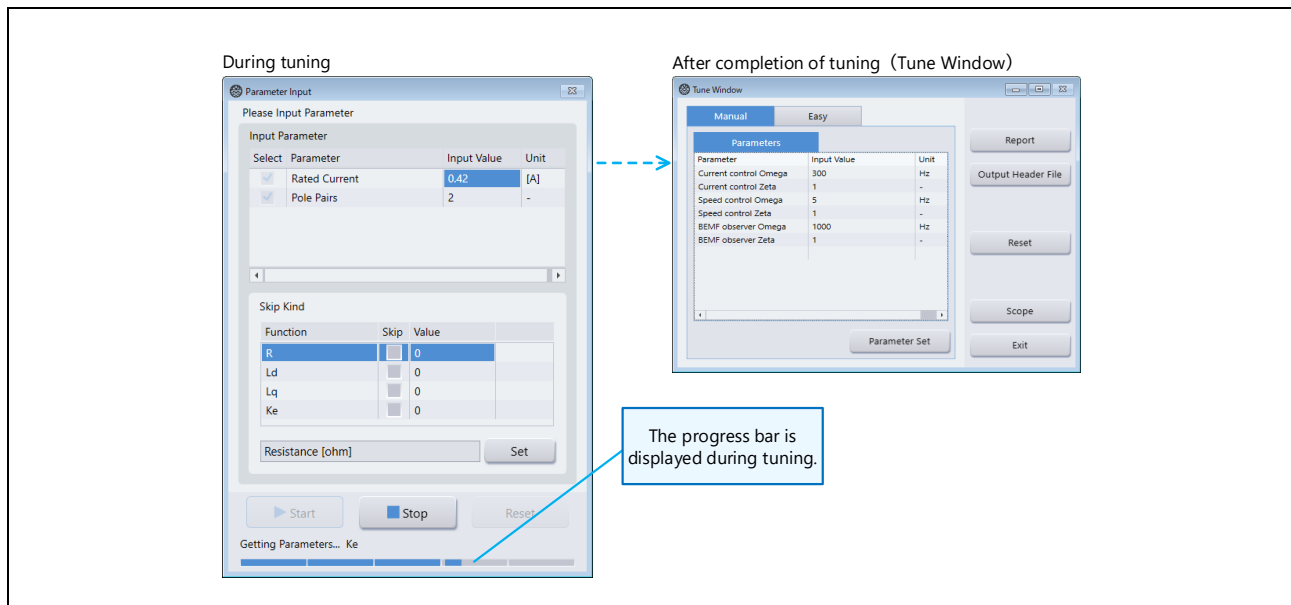 During tuning
Parameter Input
Please Input Parameter
Input Parameter
Select Parameter Input Value Unit
Rated Current 0.42 [A]
Pole Pairs 2 -
Skip Kind
Function Skip Value
R 0
Ld 0
Lq 0
Ke 0
Resistance [ohm] Set
Start Stop Reset
Getting Parameters... Ke
After completion of tuning（Tune Window）
Tune Window
Manual Easy
Parameters
Parameter Input Value Unit
Current control Omega 300 Hz
Current control Zeta 1 -
Speed control Omega 5 Hz
Speed control Zeta 1 -
BEMF observer Omega 1000 Hz
BEMF observer Zeta 1 -
Parameter Set
Report
Output Header File
Reset
Scope
Exit
The progress bar is
displayed during tuning.